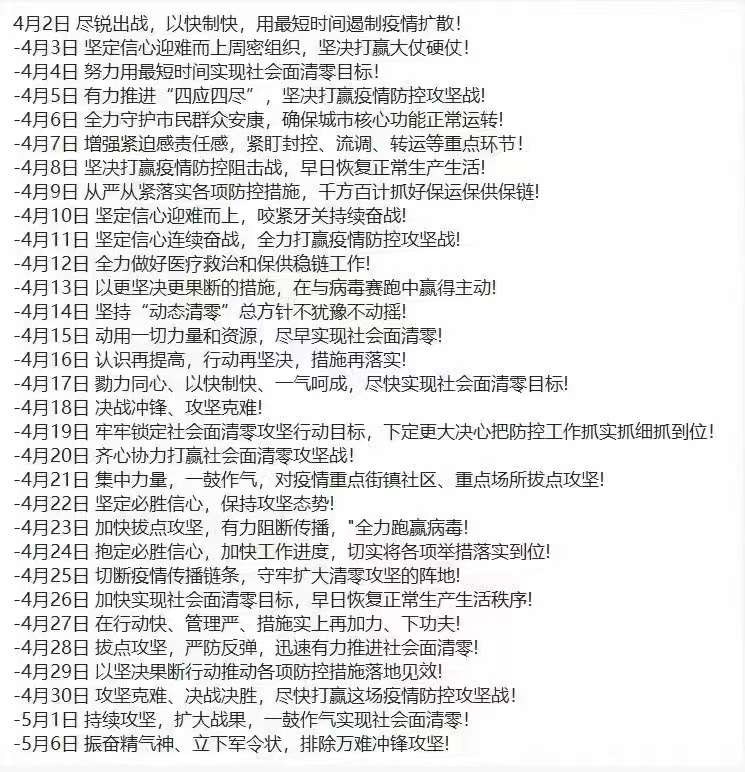 4月2日 尽锐出战，以快制快，用最短时间遏制疫情扩散！
-4月3日 坚定信心迎难而上周密组织，坚决打赢大仗硬仗！
-4月4日 努力用最短时间实现社会面清零目标！
-4月5日 有力推进“四应四尽”，坚决打赢疫情防控攻坚战!
-4月6日 全力守护市民群众安康，确保城市核心功能正常运转!
-4月7日 增强紧迫感责任感，紧盯封控、流调、转运等重点环节！
-4月8日 坚决打赢疫情防控阻击战，早日恢复正常生产生活!
-4月9日 从严从紧落实各项防控措施，千方百计抓好保运保供保链!
-4月10日 坚定信心迎难而上，咬紧牙关持续奋战!
-4月11日 坚定信心连续奋战，全力打赢疫情防控攻坚战!
-4月12日 全力做好医疗救治和保供稳链工作!
-4月13日 以更坚决更果断的措施，在与病毒赛跑中赢得主动!
-4月14日 坚持“动态清零”总方针不犹豫不动摇!
-4月15日 动用一切力量和资源，尽早实现社会面清零!
-4月16日 认识再提高，行动再坚决，措施再落实!
-4月17日 勠力同心、以快制快、一气呵成，尽快实现社会面清零目标!
-4月18日 决战冲锋、攻坚克难!
-4月19日 牢牢锁定社会面清零攻坚行动目标，下定更大决心把防控工作抓实抓细抓到位!
-4月20日 齐心协力打赢社会面清零攻坚战!
-4月21日 集中力量，一鼓作气，对疫情重点街镇社区、重点场所拔点攻坚!
-4月22日 坚定必胜信心，保持攻坚态势!
-4月23日 加快拔点攻坚，有力阻断传播，"全力跑赢病毒!
-4月24日 抱定必胜信心，加快工作进度，切实将各项举措落实到位!
-4月25日 切断疫情传播链条，守牢扩大清零攻坚的阵地!
-4月26日 加快实现社会面清零目标，早日恢复正常生产生活秩序!
-4月27日 在行动快、管理严、措施实上再加力、下功夫!
-4月28日 拔点攻坚，严防反弹，迅速有力推进社会面清零!
-4月29日 以坚决果断行动推动各项防控措施落地见效!
-4月30日 攻坚克难、决战决胜，尽快打赢这场疫情防控攻坚战!
-5月1日 持续攻坚，扩大战果，一鼓作气实现社会面清零!
-5月6日 振奋精气神、立下军令状，排除万难冲锋攻坚!